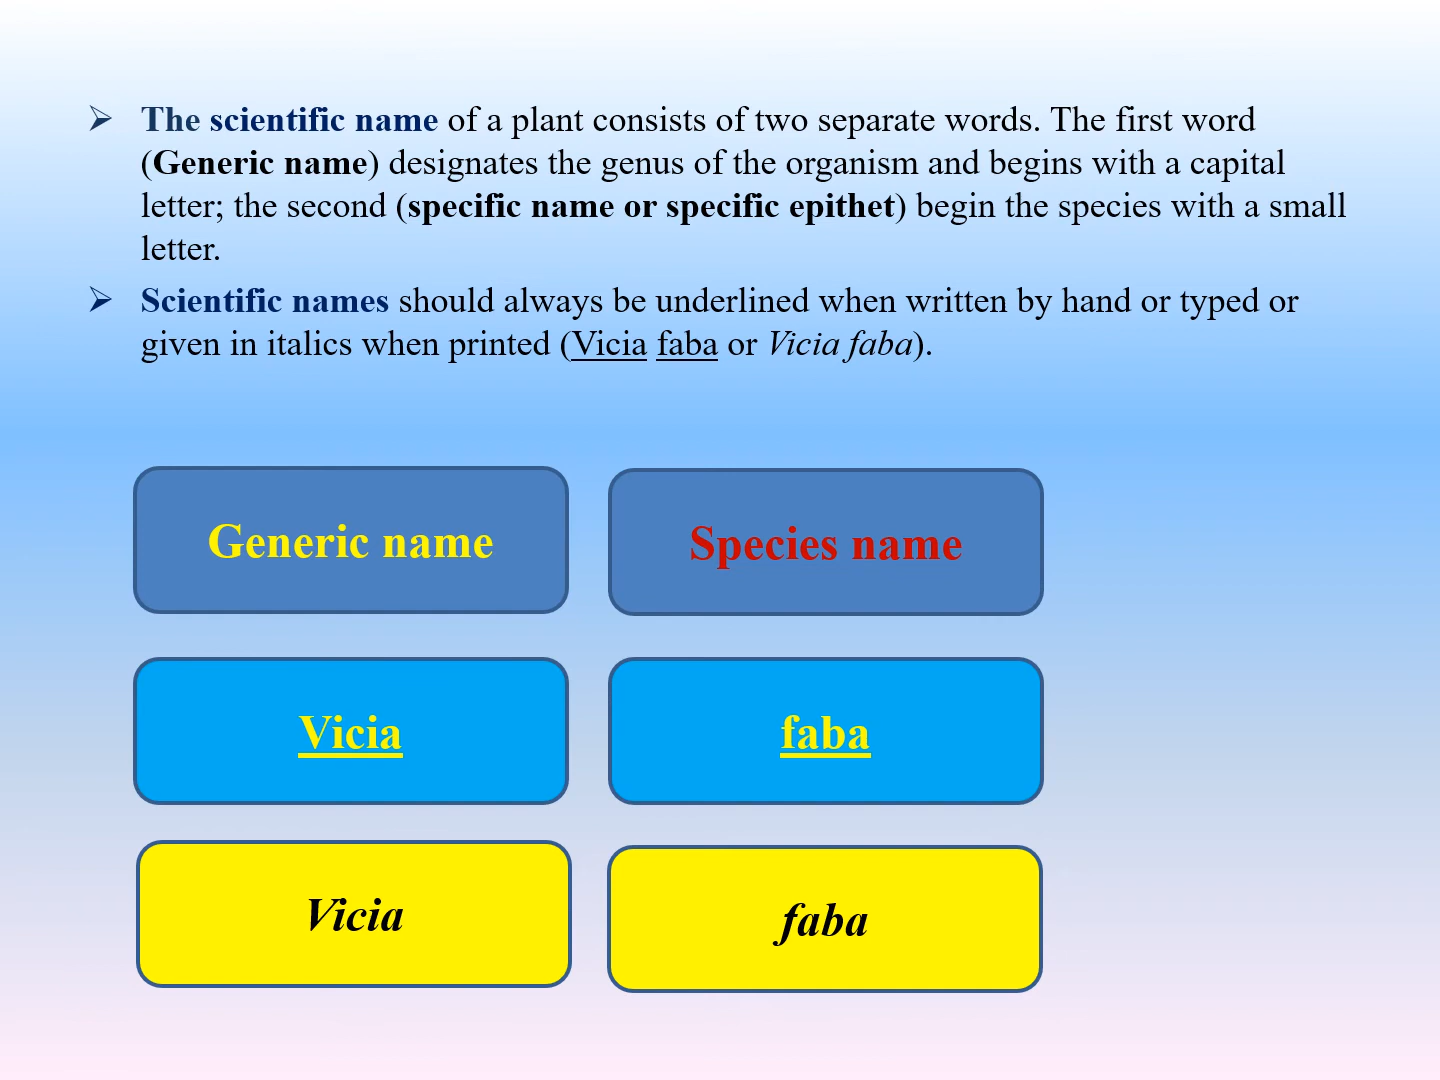 ➢ The scientific name of a plant consists of two separate words. The first word
(Generic name) designates the genus of the organism and begins with a capital
letter; the second (specific name or specific epithet) begin the species with a small
letter.
➢ Scientific names should always be underlined when written by hand or typed or
given in italics when printed (Vicia faba or Vicia faba).
Generic name
Species name
Vicia
faba
Vicia
faba